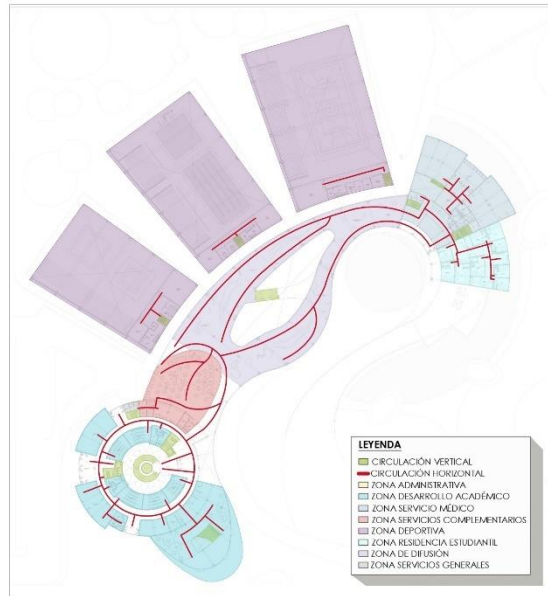 LEYENDA
CIRCULACIÓN VERTICAL
CIRCULACIÓN HORIZONTAL
ZONA ADMINISTRATIVA
ZONA DESARROLLO ACADÉMICO
ZONA SERVICIO MÉDICO
ZONA SERVICIOS COMPLEMENTARIOS
ZONA DEPORTIVA
ZONA RESIDENCIA ESTUDIANTIL
ZONA DE DIFUSIÓN
ZONA SERVICIOS GENERALES